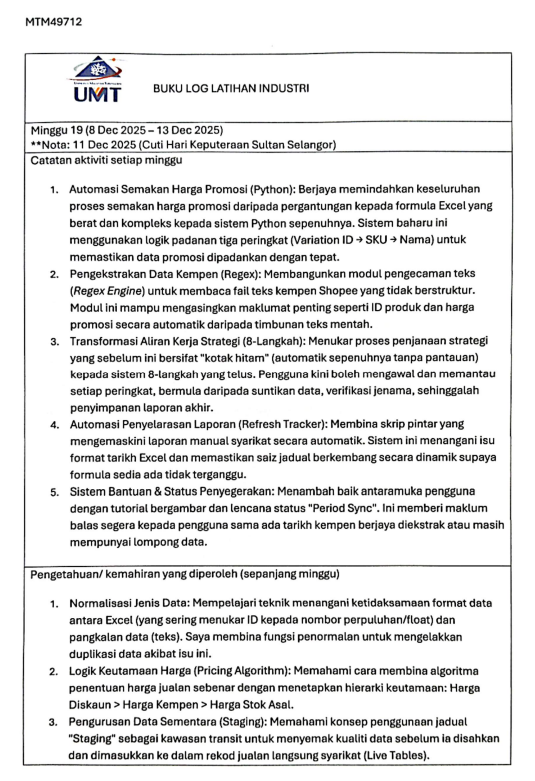 MTM49712
UMT
BUKU LOG LATIHAN INDUSTRI
Minggu 19 (8 Dec 2025 – 13 Dec 2025)
**Nota: 11 Dec 2025 (Cuti Hari Keputeraan Sultan Selangor)
Catatan aktiviti setiap minggu
1. Automasi Semakan Harga Promosi (Python): Berjaya memindahkan keseluruhan
proses semakan harga promosi daripada pergantungan kepada formula Excel yang
berat dan kompleks kepada sistem Python sepenuhnya. Sistem baharu ini
menggunakan logik padanan tiga peringkat (Variation ID → SKU → Nama) untuk
memastikan data promosi dipadankan dengan tepat.
2. Pengekstrakan Data Kempen (Regex): Membangunkan modul pengecaman teks
(Regex Engine) untuk membaca fail teks kempen Shopee yang tidak berstruktur.
Modul ini mampu mengasingkan maklumat penting seperti ID produk dan harga
promosi secara automatik daripada timbunan teks mentah.
3. Transformasi Aliran Kerja Strategi (8-Langkah): Menukar proses penjanaan strategi
yang sebelum ini bersifat "kotak hitam" (automatik sepenuhnya tanpa pantauan)
kepada sistem 8-langkah yang telus. Pengguna kini boleh mengawal dan memantau
setiap peringkat, bermula daripada suntikan data, verifikasi jenama, sehinggalah
penyimpanan laporan akhir.
4. Automasi Penyelarasan Laporan (Refresh Tracker): Membina skrip pintar yang
mengemaskini laporan manual syarikat secara automatik. Sistem ini menangani isu
format tarikh Excel dan memastikan saiz jadual berkembang secara dinamik supaya
formula sedia ada tidak terganggu.
5. Sistem Bantuan & Status Penyegerakan: Menambah baik antaramuka pengguna
dengan tutorial bergambar dan lencana status "Period Sync". Ini memberi maklum
balas segera kepada pengguna sama ada tarikh kempen berjaya diekstrak atau masih
mempunyai lompong data.
Pengetahuan/ kemahiran yang diperoleh (sepanjang minggu)
1. Normalisasi Jenis Data: Mempelajari teknik menangani ketidaksamaan format data
antara Excel (yang sering menukar ID kepada nombor perpuluhan/float) dan
pangkalan data (teks). Saya membina fungsi penormalan untuk mengelakkan
duplikasi data akibat isu ini.
2. Logik Keutamaan Harga (Pricing Algorithm): Memahami cara membina algoritma
penentuan harga jualan sebenar dengan menetapkan hierarki keutamaan: Harga
Diskaun > Harga Kempen > Harga Stok Asal.
3. Pengurusan Data Sementara (Staging): Memahami konsep penggunaan jadual
"Staging" sebagai kawasan transit untuk menyemak kualiti data sebelum ia disahkan
dan dimasukkan ke dalam rekod jualan langsung syarikat (Live Tables).